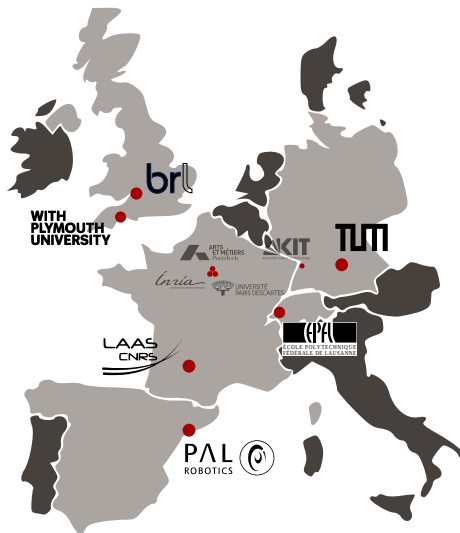 brl
WITH
PLYMOUTH
UNIVERSITY
ARTS
ET MÉTIERS
ParisTech
KIT
TUM
Inria
UNIVERSITÉ
PARIS DESCARTES
EPFL
ÉCOLE POLYTECHNIQUE
FÉDÉRALE DE LAUSANNE
LAAS
CNRS
PAL
ROBOTICS